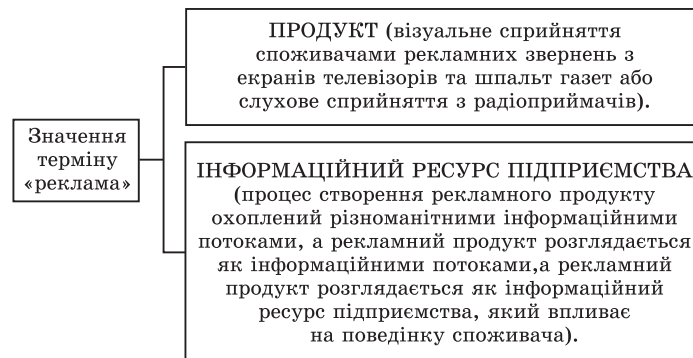 Значення
терміну
«реклама»
ПРОДУКТ (візуальне сприйняття
споживачами рекламних звернень з
екранів телевізорів та шпальт газет або
слухове сприйняття з радіоприймачів).
ІНФОРМАЦІЙНИЙ РЕСУРС ПІДПРИЄМСТВА
(процес створення рекламного продукту
охоплений різноманітними інформаційними
потоками, а рекламний продукт розглядається
як інформаційними потоками,а рекламний
продукт розглядається як інформаційний
ресурс підприємства, який впливає
на поведінку споживача).